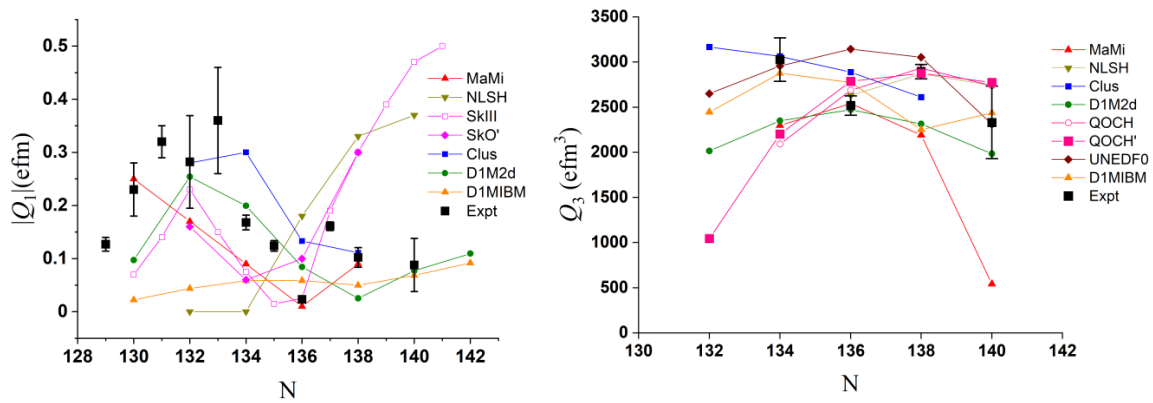 |Q₁|(efm)
0.5
0.4
0.3
0.2
0.1
0
128 130 132 134 136 138 140 142
N
MaMi
NLSH
SkIII
SkO'
Clus
D1M2d
D1MIBM
Expt
Q₃ (efm³)
3500
3000
2500
2000
1500
1000
500
0
130 132 134 136 138 140 142
N
MaMi
NLSH
Clus
D1M2d
QOCH
QOCH'
UNEDF0
D1MIBM
Expt